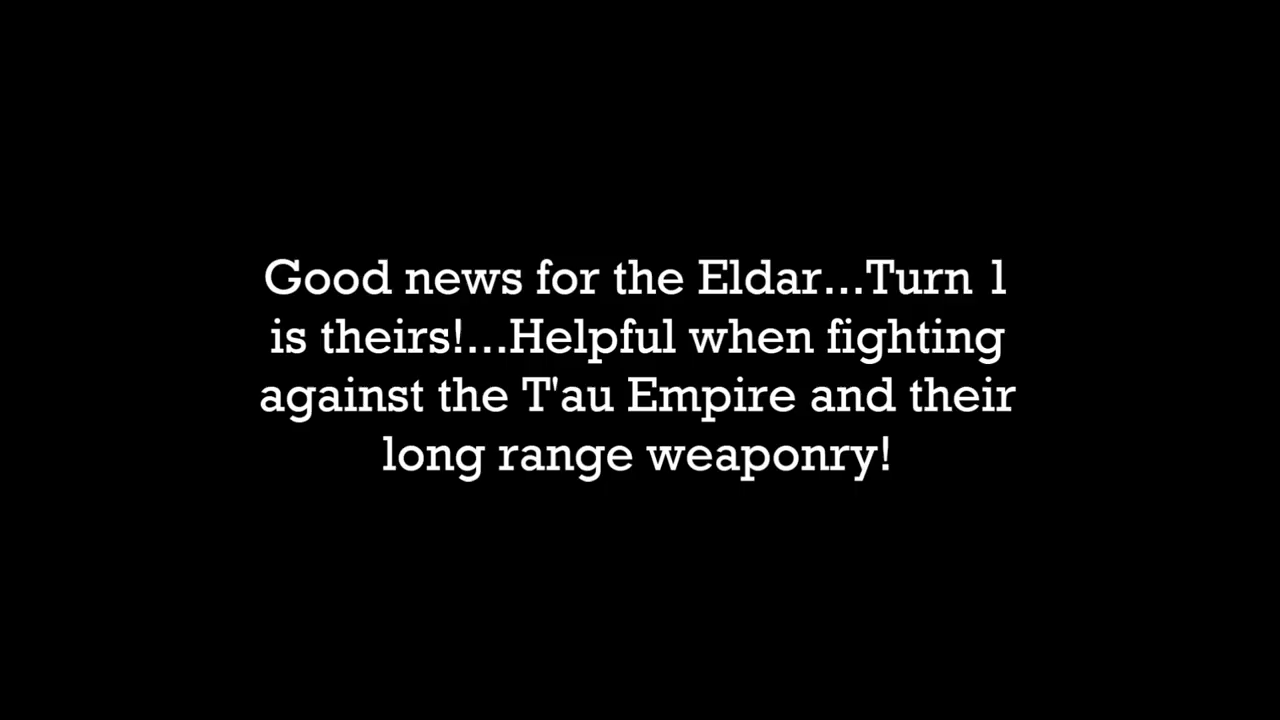 Good news for the Eldar...Turn 1
is theirs!...Helpful when fighting
against the T'au Empire and their
long range weaponry!